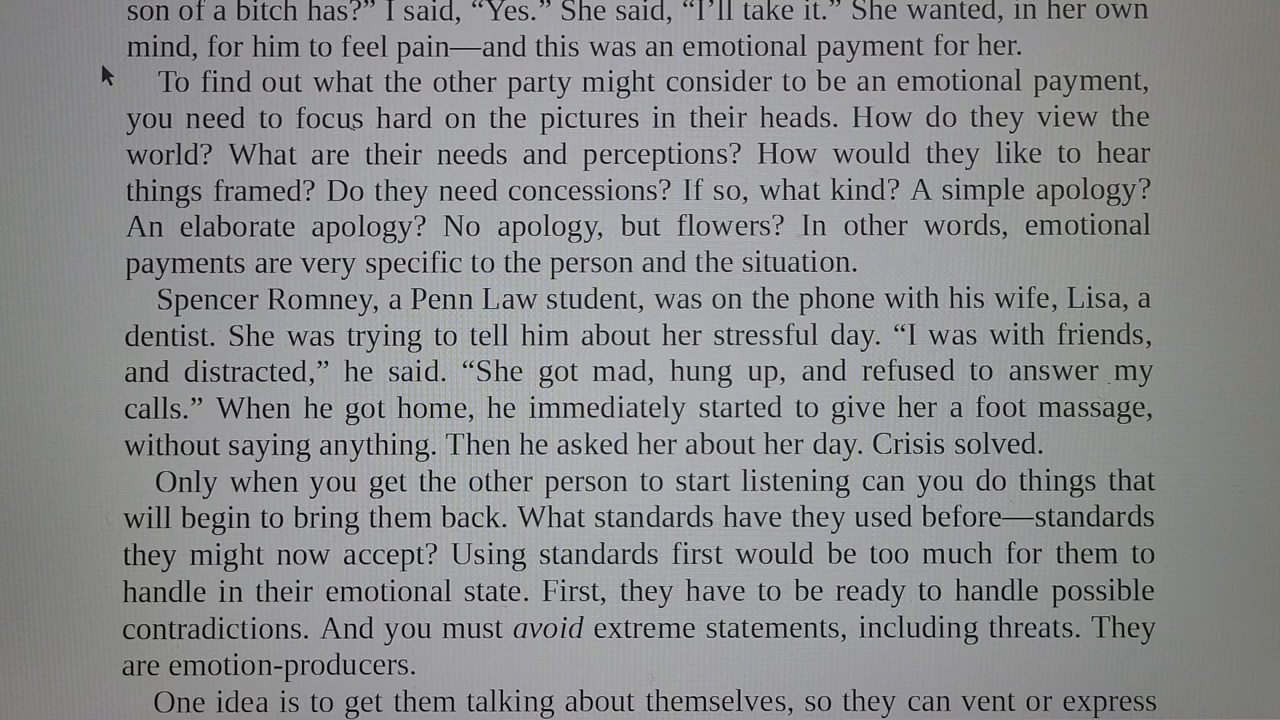 son of a bitch has?” I said, “Yes.” She said, “I’ll take it.” She wanted, in her own
mind, for him to feel pain—and this was an emotional payment for her.
To find out what the other party might consider to be an emotional payment,
you need to focus hard on the pictures in their heads. How do they view the
world? What are their needs and perceptions? How would they like to hear
things framed? Do they need concessions? If so, what kind? A simple apology?
An elaborate apology? No apology, but flowers? In other words, emotional
payments are very specific to the person and the situation.
Spencer Romney, a Penn Law student, was on the phone with his wife, Lisa, a
dentist. She was trying to tell him about her stressful day. “I was with friends,
and distracted,” he said. “She got mad, hung up, and refused to answer my
calls.” When he got home, he immediately started to give her a foot massage,
without saying anything. Then he asked her about her day. Crisis solved.
Only when you get the other person to start listening can you do things that
will begin to bring them back. What standards have they used before—standards
they might now accept? Using standards first would be too much for them to
handle in their emotional state. First, they have to be ready to handle possible
contradictions. And you must avoid extreme statements, including threats. They
are emotion-producers.
One idea is to get them talking about themselves, so they can vent or express